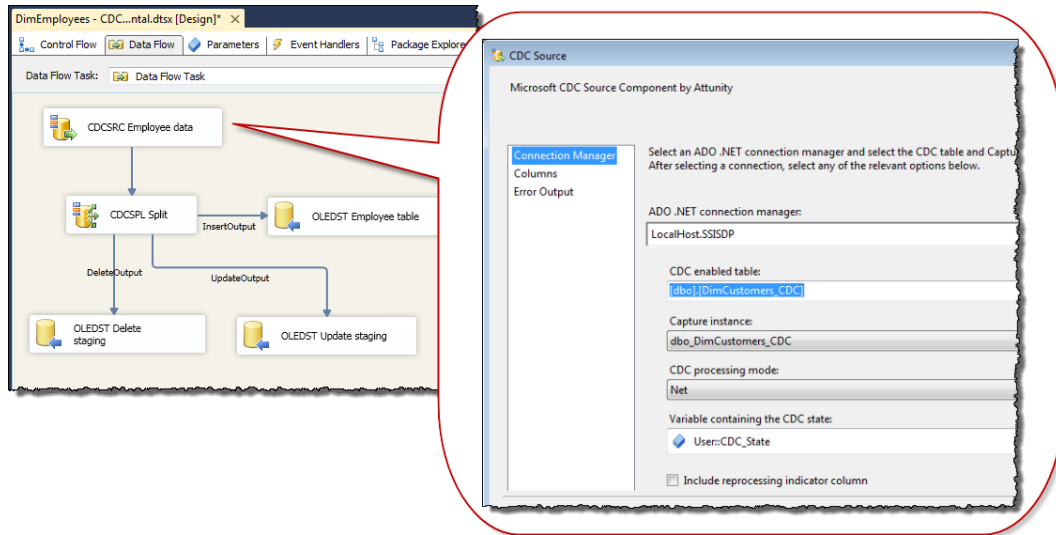 DimEmployees - CDC...ntal.dtsx [Design]*
Control Flow Data Flow Parameters Event Handlers Package Explore
Data Flow Task: Data Flow Task
CDCSRC Employee data
CDCSPL Split
InsertOutput
OLEDST Employee table
DeleteOutput
UpdateOutput
OLEDST Delete
staging
OLEDST Update staging
CDC Source
Microsoft CDC Source Component by Attunity
Connection Manager
Columns
Error Output
Select an ADO .NET connection manager and select the CDC table and Captu
After selecting a connection, select any of the relevant options below.
ADO .NET connection manager:
LocalHost.SSISDP
CDC enabled table:
[dbo].[DimCustomers_CDC]
Capture instance:
dbo_DimCustomers_CDC
CDC processing mode:
Net
Variable containing the CDC state:
User::CDC_State
Include reprocessing indicator column